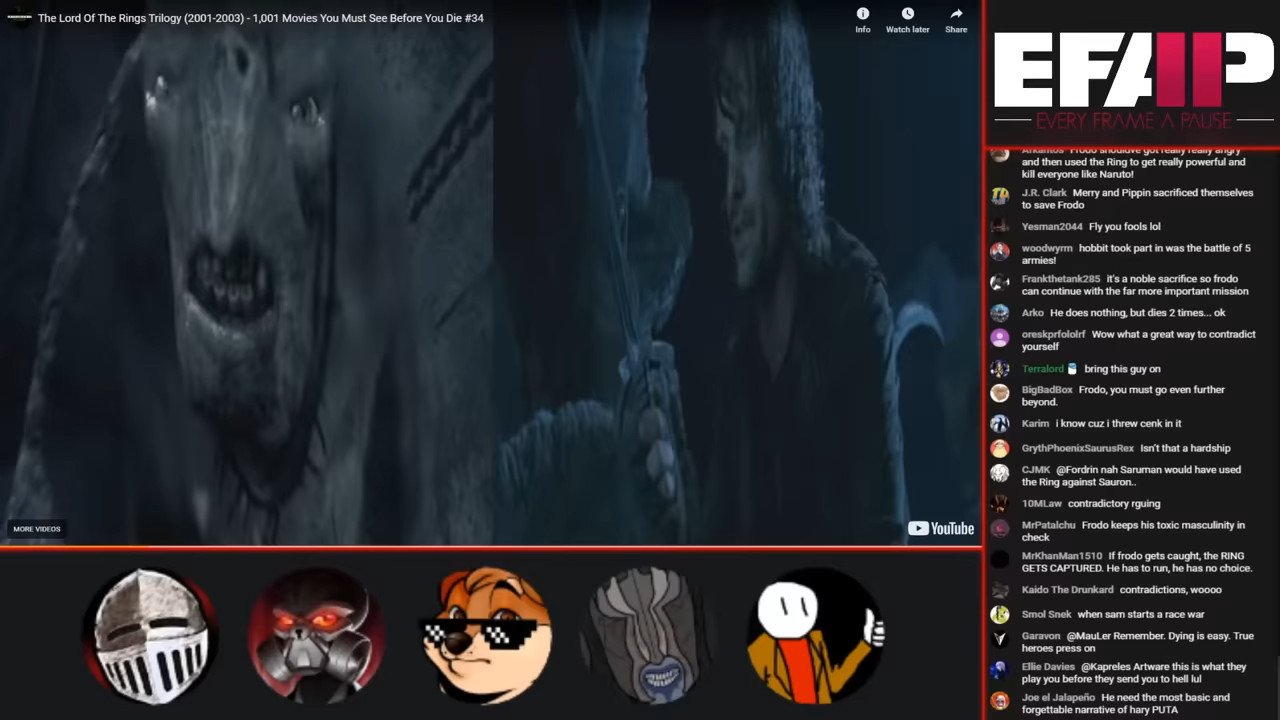 The Lord Of The Rings Trilogy (2001-2003) - 1,001 Movies You Must See Before You Die #34
Info
Watch later
Share
MORE VIDEOS
YouTube
EFAP
EVERY FRAME A PAUSE
Arkantos Frodo shouldve got really really angry
and then used the Ring to get really powerful and
kill everyone like Naruto!
J.R. Clark Merry and Pippin sacrificed themselves
to save Frodo
Yesman2044 Fly you fools lol
woodwyrm hobbit took part in was the battle of 5
armies!
Frankthetank285 it's a noble sacrifice so frodo
can continue with the far more important mission
Arko He does nothing, but dies 2 times... ok
oreskprfololrf Wow what a great way to contradict
yourself
Terralord bring this guy on
BigBadBox Frodo, you must go even further
beyond.
Karim i know cuz i threw cenk in it
GrythPhoenixSaurusRex Isn't that a hardship
CJMK @Fordrin nah Saruman would have used
the Ring against Sauron..
10MLaw contradictory rguing
MrPatalchu Frodo keeps his toxic masculinity in
check
MrKhanMan1510 If frodo gets caught, the RING
GETS CAPTURED. He has to run, he has no choice.
Kaido The Drunkard contradictions, woooo
Smol Snek when sam starts a race war
Garavon @MauLer Remember. Dying is easy. True
heroes press on
Ellie Davies @Kapreles Artware this is what they
play you before they send you to hell lul
Joe el Jalapeño He need the most basic and
forgettable narrative of hary PUTA